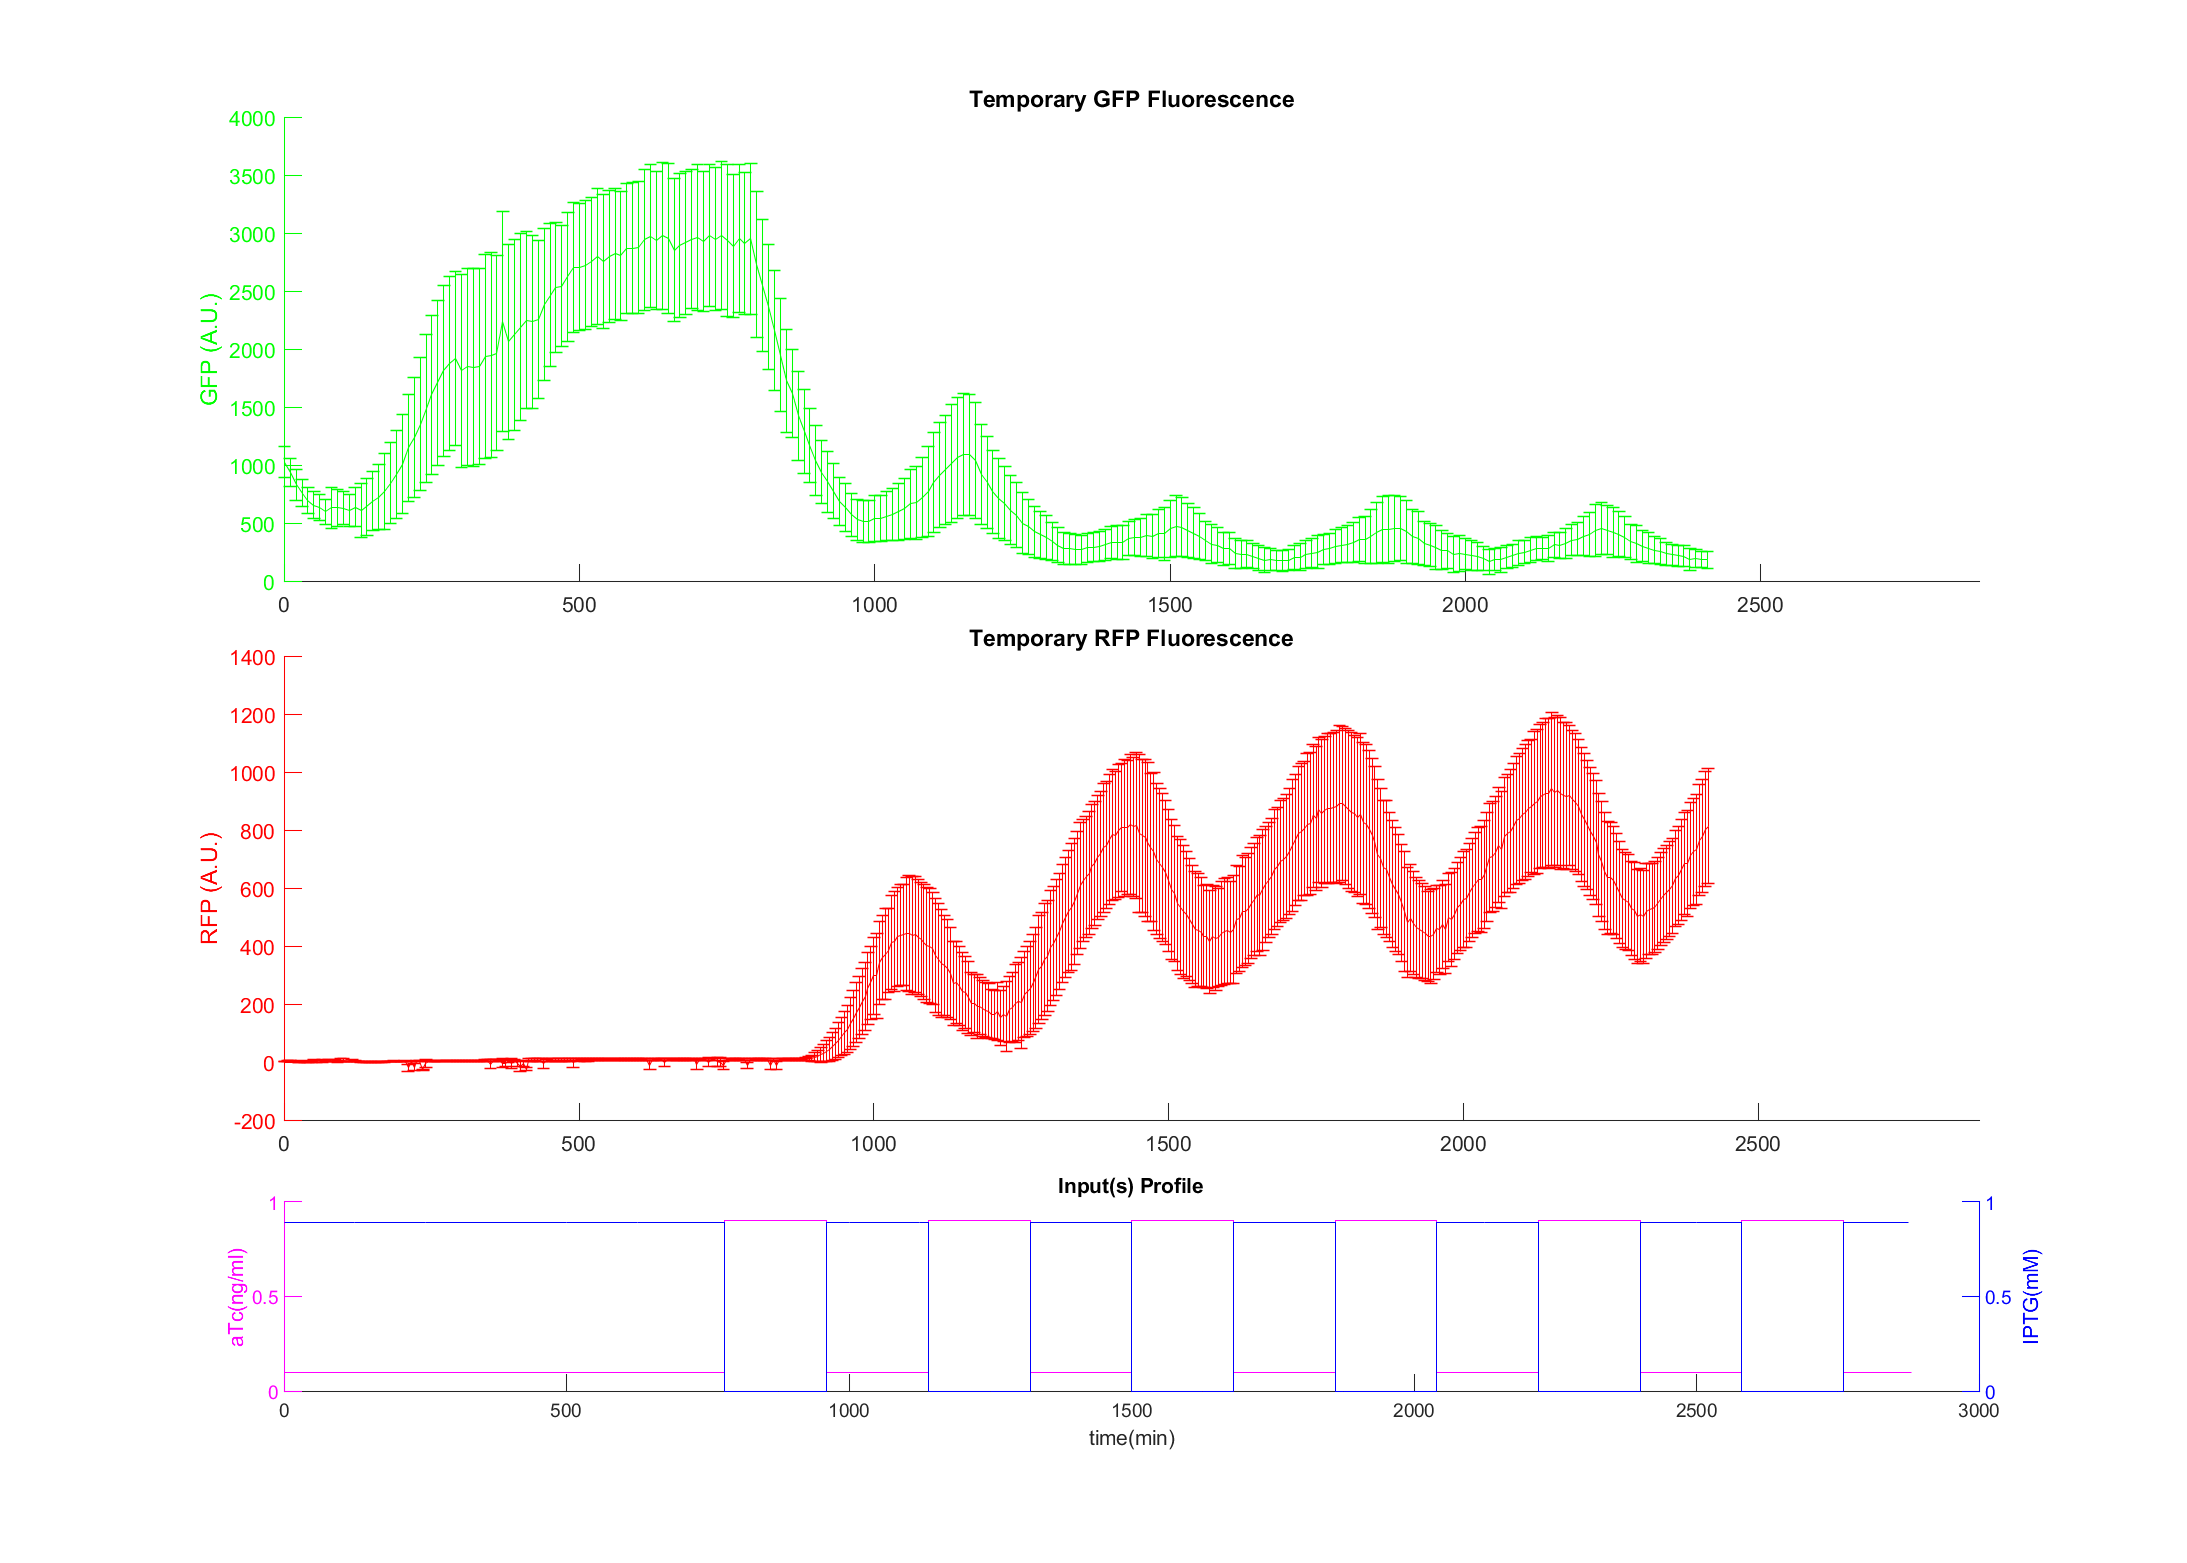 Temporary GFP Fluorescence
4000
3500
3000
2500
2000
1500
1000
500
0
GFP (A.U.)
0 500 1000 1500 2000 2500
Temporary RFP Fluorescence
1400
1200
1000
800
600
400
200
0
-200
RFP (A.U.)
0 500 1000 1500 2000 2500
Input(s) Profile
1
0.5
0
aTc(ng/ml)
1
0.5
0
IPTG(mM)
0 500 1000 1500 2000 2500 3000
time(min)